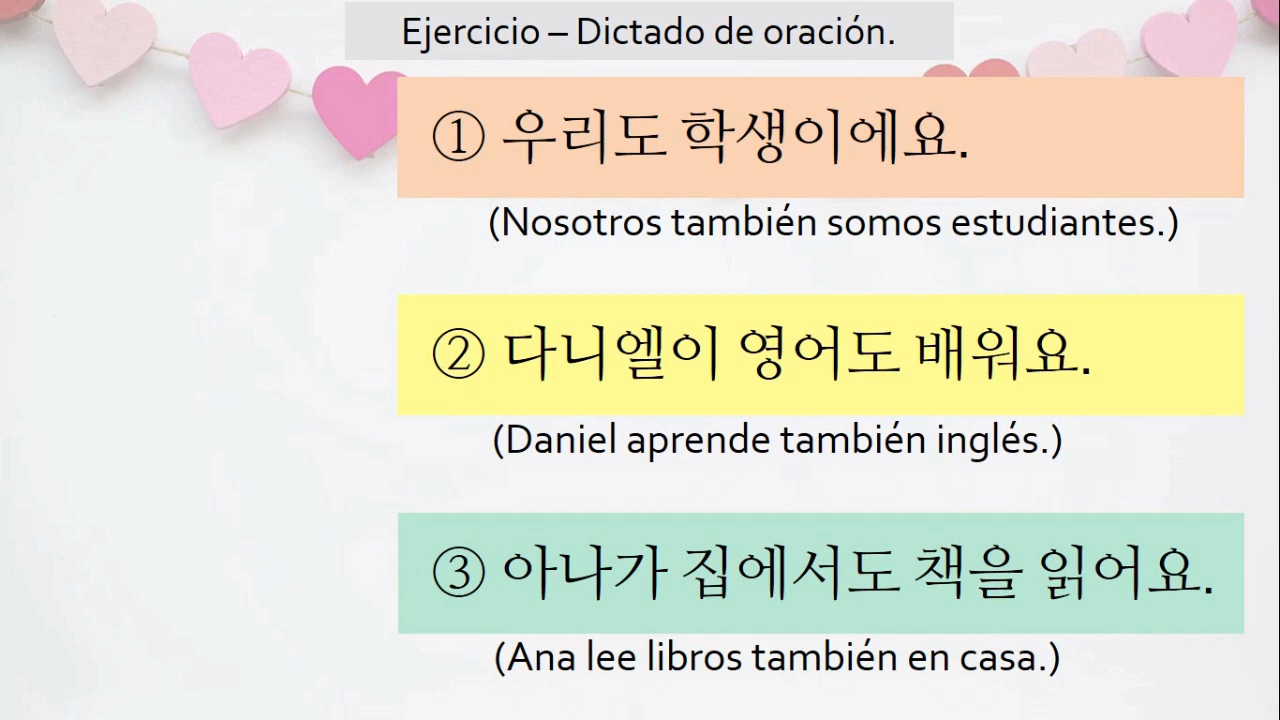 Ejercicio – Dictado de oración.
① 우리도 학생이에요.
(Nosotros también somos estudiantes.)
② 다니엘이 영어도 배워요.
(Daniel aprende también inglés.)
③ 아나가 집에서도 책을 읽어요.
(Ana lee libros también en casa.)